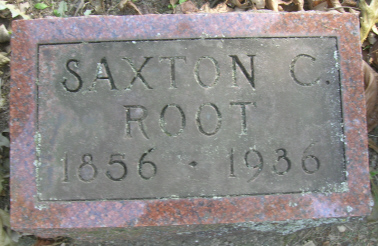 SAXTON C.
ROOT
1856 · 1936